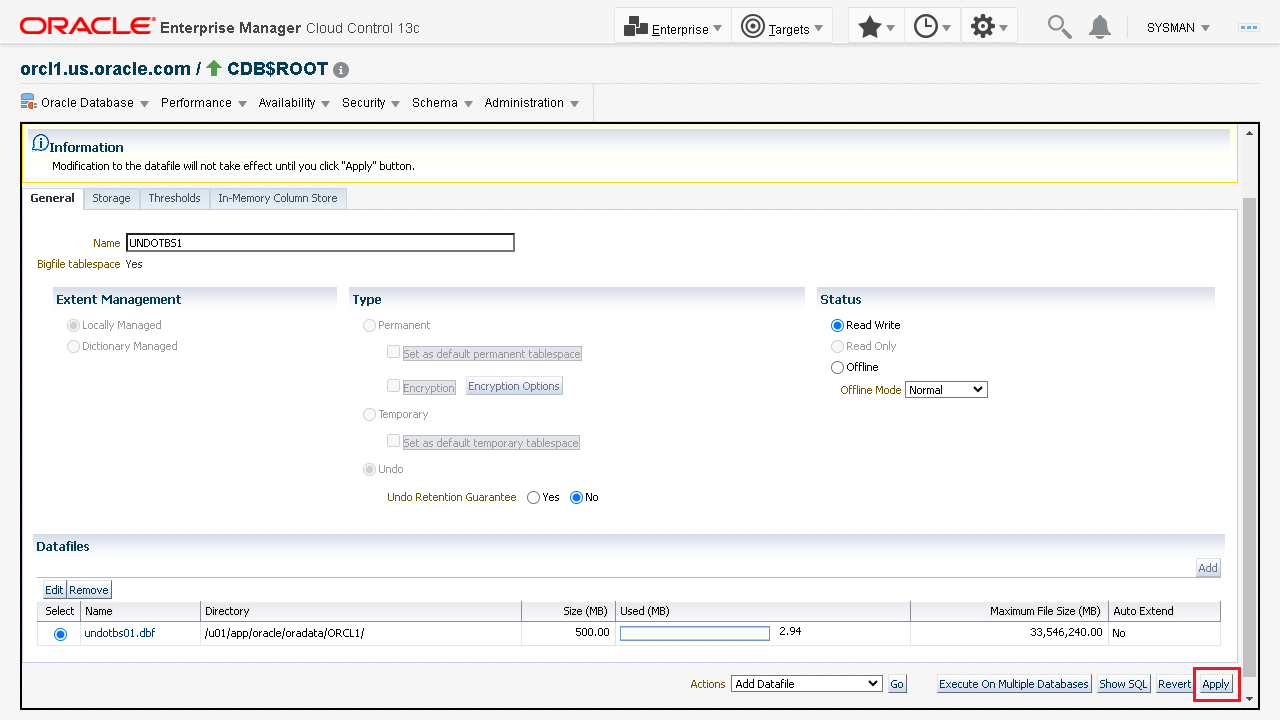 ORACLE® Enterprise Manager Cloud Control 13c Enterprise Targets SYSMAN
orcl1.us.oracle.com / CDB$ROOT
Oracle Database Performance Availability Security Schema Administration
Information
Modification to the datafile will not take effect until you click "Apply" button.
General Storage Thresholds In-Memory Column Store
Name UNDOTBS1
Bigfile tablespace Yes
Extent Management Type Status
Locally Managed Permanent Read Write
Dictionary Managed Set as default permanent tablespace Read Only
Encryption Encryption Options Offline
Offline Mode Normal
Temporary
Set as default temporary tablespace
Undo
Undo Retention Guarantee Yes No
Datafiles
Add
Edit Remove
Select Name Directory Size (MB) Used (MB) Maximum File Size (MB) Auto Extend
undotbs01.dbf /u01/app/oracle/oradata/ORCL1/ 500.00 2.94 33,546,240.00 No
Actions Add Datafile Go Execute On Multiple Databases Show SQL Revert Apply